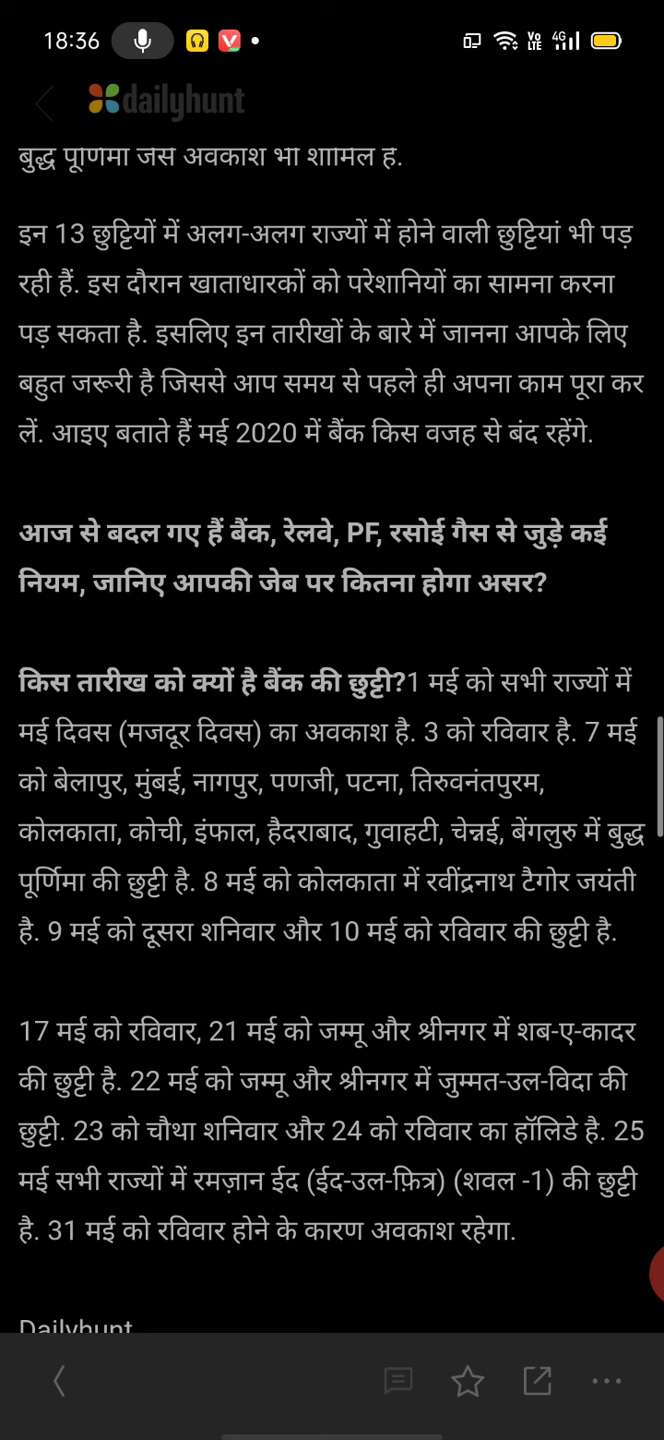 18:36
Vo LTE 4G
dailyhunt
बुद्ध पूर्णिमा जैसे अवकाश भी शामिल हैं.
इन 13 छुट्टियों में अलग-अलग राज्यों में होने वाली छुट्टियां भी पड़
रही हैं. इस दौरान खाताधारकों को परेशानियों का सामना करना
पड़ सकता है. इसलिए इन तारीखों के बारे में जानना आपके लिए
बहुत जरूरी है जिससे आप समय से पहले ही अपना काम पूरा कर
लें. आइए बताते हैं मई 2020 में बैंक किस वजह से बंद रहेंगे.
आज से बदल गए हैं बैंक, रेलवे, PF, रसोई गैस से जुड़े कई
नियम, जानिए आपकी जेब पर कितना होगा असर?
किस तारीख को क्यों है बैंक की छुट्टी?1 मई को सभी राज्यों में
मई दिवस (मजदूर दिवस) का अवकाश है. 3 को रविवार है. 7 मई
को बेलापुर, मुंबई, नागपुर, पणजी, पटना, तिरुवनंतपुरम,
कोलकाता, कोची, इंफाल, हैदराबाद, गुवाहटी, चेन्नई, बेंगलुरु में बुद्ध
पूर्णिमा की छुट्टी है. 8 मई को कोलकाता में रवींद्रनाथ टैगोर जयंती
है. 9 मई को दूसरा शनिवार और 10 मई को रविवार की छुट्टी है.
17 मई को रविवार, 21 मई को जम्मू और श्रीनगर में शब-ए-कादर
की छुट्टी है. 22 मई को जम्मू और श्रीनगर में जुम्मत-उल-विदा की
छुट्टी. 23 को चौथा शनिवार और 24 को रविवार का हॉलिडे है. 25
मई सभी राज्यों में रमज़ान ईद (ईद-उल-फ़ित्र) (शवल -1) की छुट्टी
है. 31 मई को रविवार होने के कारण अवकाश रहेगा.
Dailyhunt